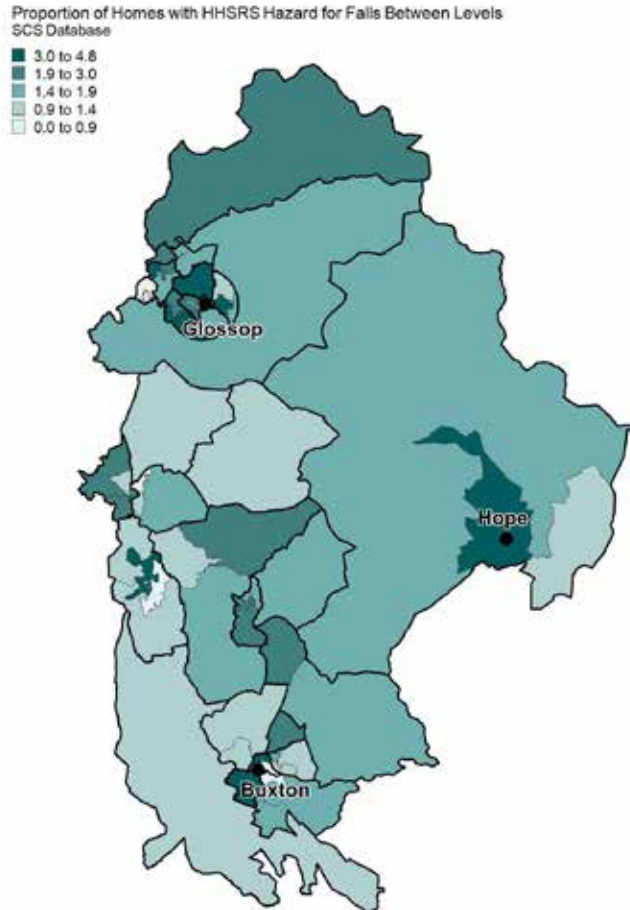 Proportion of Homes with HHSRS Hazard for Falls Between Levels
SCS Database
3.0 to 4.8
1.9 to 3.0
1.4 to 1.9
0.9 to 1.4
0.0 to 0.9
Glossop
Hope
Buxton